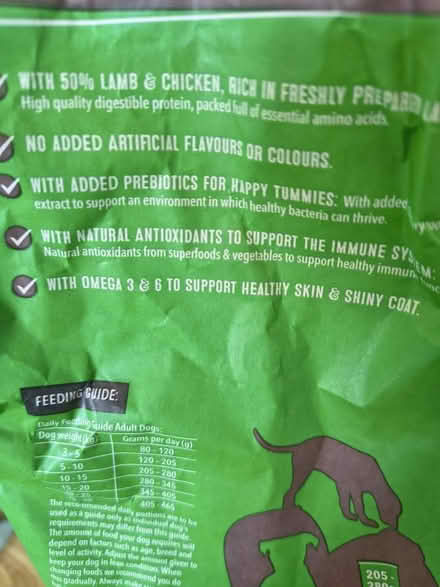 WITH 50% LAMB & CHICKEN, RICH IN FRESHLY PREPARED
High quality digestible protein, packed full of essential amino acids.
NO ADDED ARTIFICIAL FLAVOURS OR COLOURS.
WITH ADDED PREBIOTICS FOR HAPPY TUMMIES: With added
extract to support an environment in which healthy bacteria can thrive.
WITH NATURAL ANTIOXIDANTS TO SUPPORT THE IMMUNE SYSTEM:
Natural antioxidants from superfoods & vegetables to support healthy immune
WITH OMEGA 3 & 6 TO SUPPORT HEALTHY SKIN & SHINY COAT.
FEEDING GUIDE:
Daily Feeding Guide Adult Dogs:
Dog weight (kg) Grams per day (g)
3-5 80 - 120
5-10 120 - 205
10-15 205 - 280
15-20 280 - 345
345 - 405
405 - 465
The recommended daily portions are to be
used as a guide only as individual dog
requirements may differ from this guide.
The amount of food your dog requires will
depend on factors such as age, breed and
level of activity. Adjust the amount given to
keep your dog in lean condition. When
changing foods we recommend you do
gradually. Always make
205 -
280